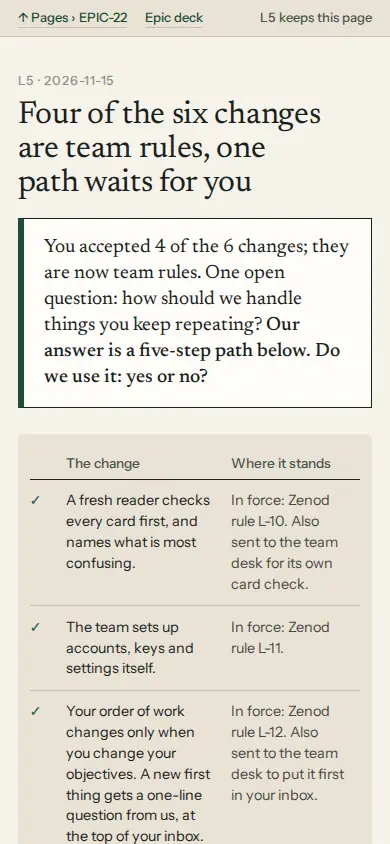 ↑ Pages › EPIC-22 Epic deck L5 keeps this page
L5 · 2026-11-15
Four of the six changes
are team rules, one
path waits for you
You accepted 4 of the 6 changes; they
are now team rules. One open
question: how should we handle
things you keep repeating? Our
answer is a five-step path below. Do
we use it: yes or no?
The change
Where it stands
✓ A fresh reader checks
every card first, and
names what is most
confusing.
In force: Zenod
rule L-10. Also
sent to the team
desk for its own
card check.
✓ The team sets up
accounts, keys and
settings itself.
In force: Zenod
rule L-11.
✓ Your order of work
changes only when
you change your
objectives. A new first
thing gets a one-line
question from us, at
the top of your inbox.
In force: Zenod
rule L-12. Also
sent to the team
desk to put it first
in your inbox.